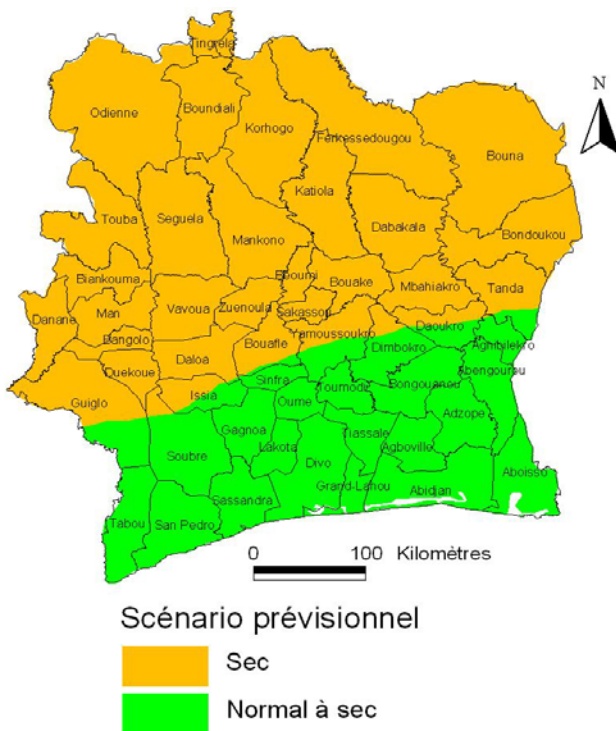 Tingrela
Odienne
Boundiali
Korhogo
Ferkessedougou
Bouna
N
Katiola
Touba
Seguela
Mankono
Dabakala
Bondoukou
Biankouma
Beoumi
Bouake
Mbahiakro
Tanda
Danane
Man
Vavoua
Zuenoula
Sakassou
Bangolo
Yamoussoukro
Daoukro
Daloa
Bouafle
Dimbokro
Agnibilekro
Duekoue
Sinfra
Toumodi
Bongouanou
Abengourou
Guiglo
Issia
Oume
Adzope
Gagnoa
Tiassale
Soubre
Lakota
Agboville
Divo
Aboisso
Sassandra
Grand-Lahou
Abidjan
Tabou
San Pedro
0 100 Kilomètres
Scénario prévisionnel
Sec
Normal à sec